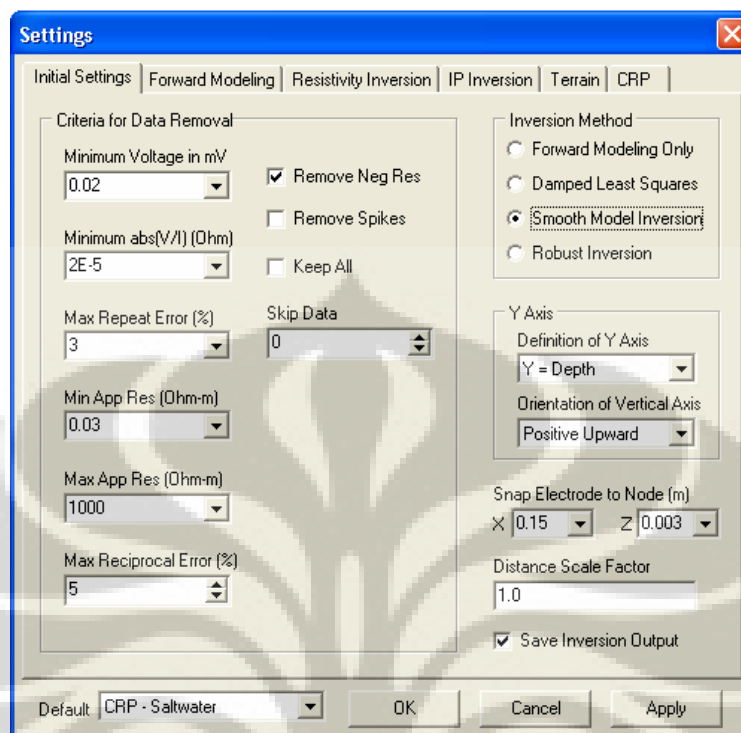 Settings
Initial Settings
Forward Modeling
Resistivity Inversion
IP Inversion
Terrain
CRP
Criteria for Data Removal
Minimum Voltage in mV
0.02
Minimum abs(V/I) (Ohm)
2E-5
Max Repeat Error (%)
3
Min App Res (Ohm-m)
0.03
Max App Res (Ohm-m)
1000
Max Reciprocal Error (%)
5
Remove Neg Res
Remove Spikes
Keep All
Skip Data
0
Inversion Method
Forward Modeling Only
Damped Least Squares
Smooth Model Inversion
Robust Inversion
Y Axis
Definition of Y Axis
Y = Depth
Orientation of Vertical Axis
Positive Upward
Snap Electrode to Node (m)
X 0.15 Z 0.003
Distance Scale Factor
1.0
Save Inversion Output
Default CRP - Saltwater
OK
Cancel
Apply